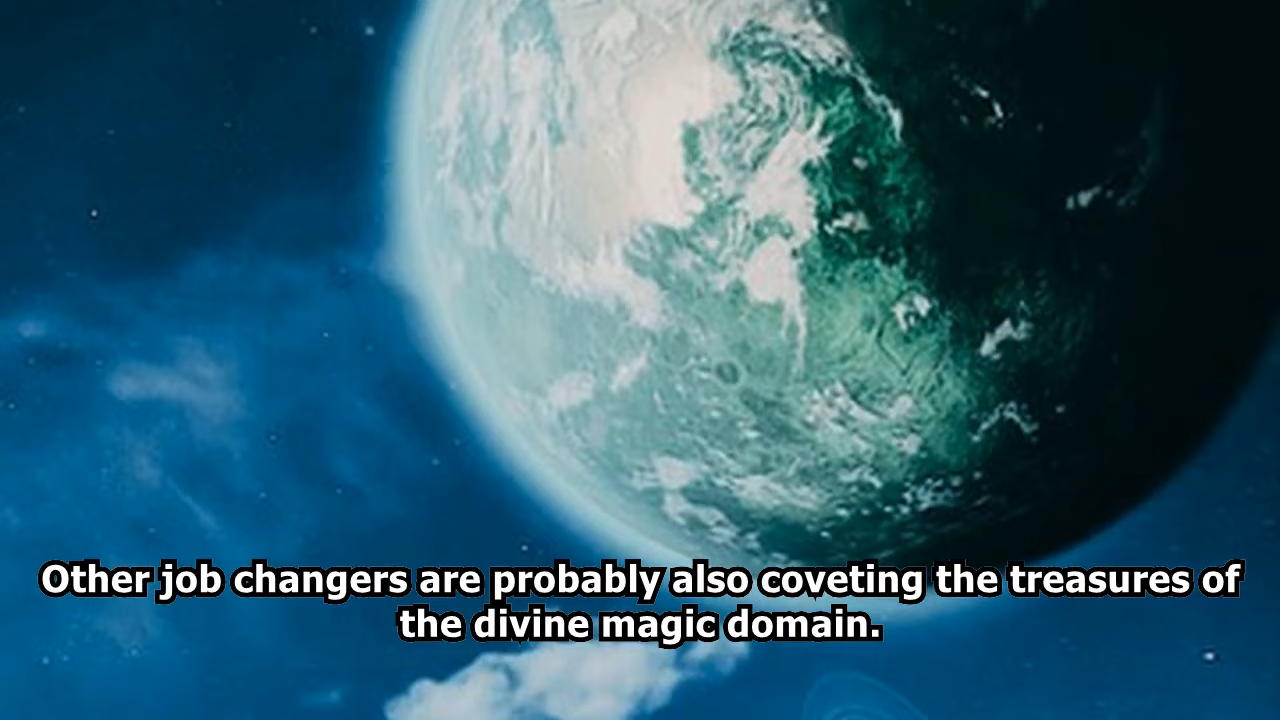 Other job changers are probably also coveting the treasures of
the divine magic domain.